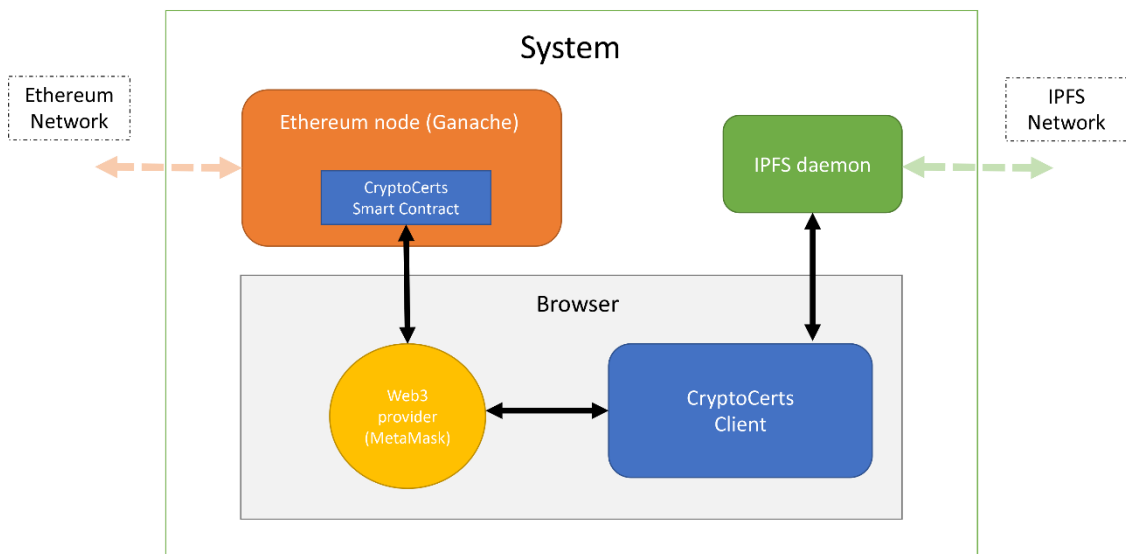 System
Ethereum
Network
IPFS
Network
Ethereum node (Ganache)
CryptoCerts
Smart Contract
IPFS daemon
Browser
Web3
provider
(MetaMask)
CryptoCerts
Client